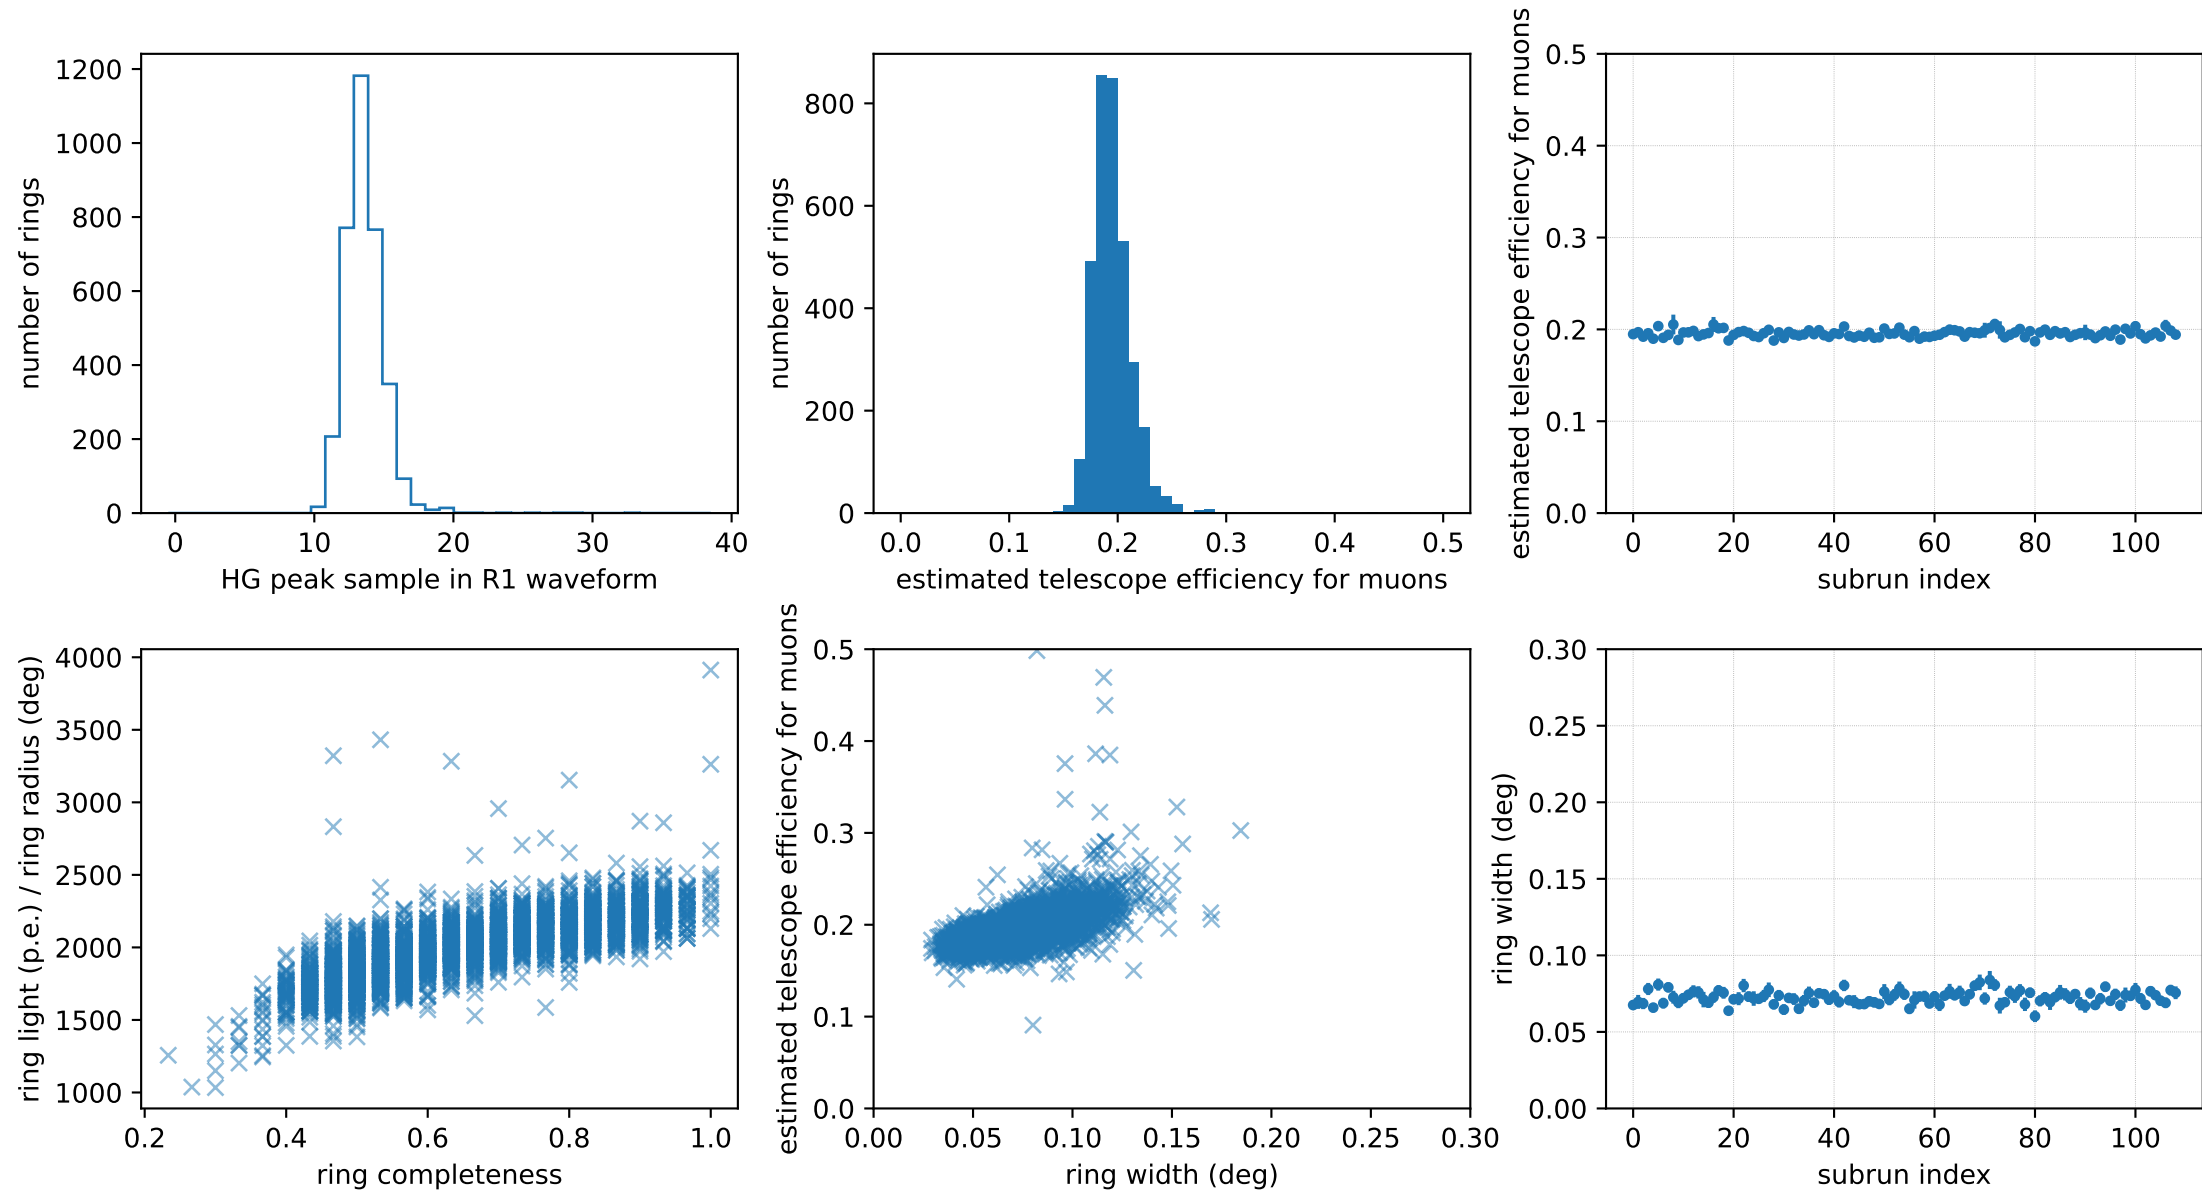 1200
1000
800
600
400
200
0
number of rings
0 10 20 30 40
HG peak sample in R1 waveform
800
600
400
200
0
number of rings
0.0 0.1 0.2 0.3 0.4 0.5
estimated telescope efficiency for muons
0.5
0.4
0.3
0.2
0.1
0.0
estimated telescope efficiency for muons
0 20 40 60 80 100
subrun index
4000
3500
3000
2500
2000
1500
1000
ring light (p.e.) / ring radius (deg)
0.2 0.4 0.6 0.8 1.0
ring completeness
0.5
0.4
0.3
0.2
0.1
0.0
estimated telescope efficiency for muons
0.00 0.05 0.10 0.15 0.20 0.25 0.30
ring width (deg)
0.30
0.25
0.20
0.15
0.10
0.05
0.00
ring width (deg)
0 20 40 60 80 100
subrun index